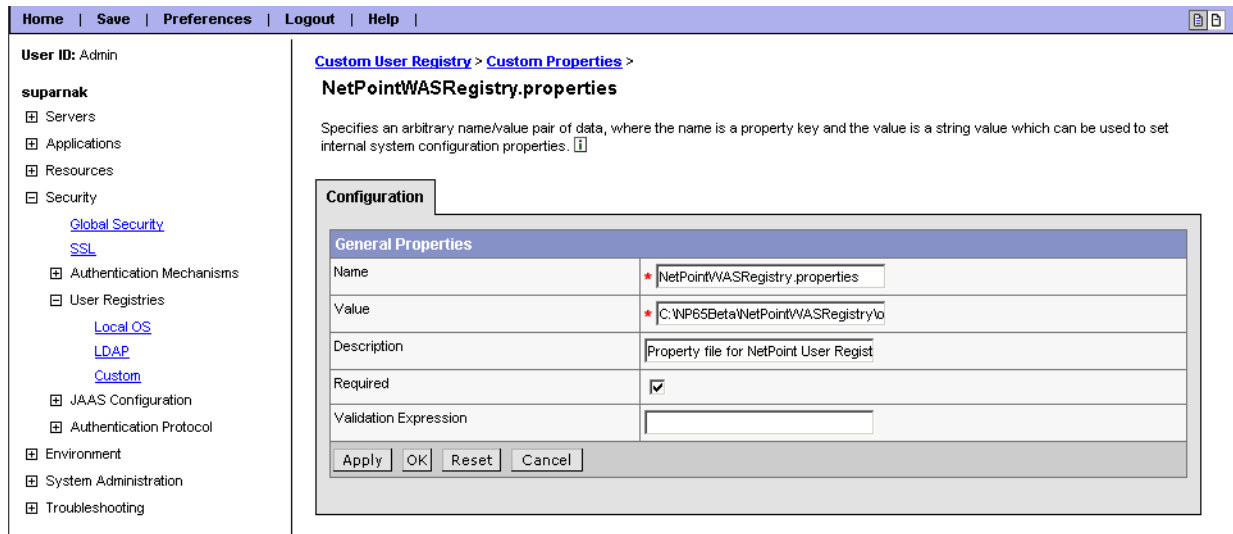 Home | Save | Preferences | Logout | Help |
User ID: Admin
suparnak
Servers
Applications
Resources
Security
Global Security
SSL
Authentication Mechanisms
User Registries
Local OS
LDAP
Custom
JAAS Configuration
Authentication Protocol
Environment
System Administration
Troubleshooting
Custom User Registry > Custom Properties >
NetPointWASRegistry.properties
Specifies an arbitrary name/value pair of data, where the name is a property key and the value is a string value which can be used to set
internal system configuration properties. i
Configuration
General Properties
Name * NetPointWASRegistry.properties
Value * C:\NP65Beta\NetPointWASRegistry\o
Description Property file for NetPoint User Regist
Required
Validation Expression
Apply OK Reset Cancel